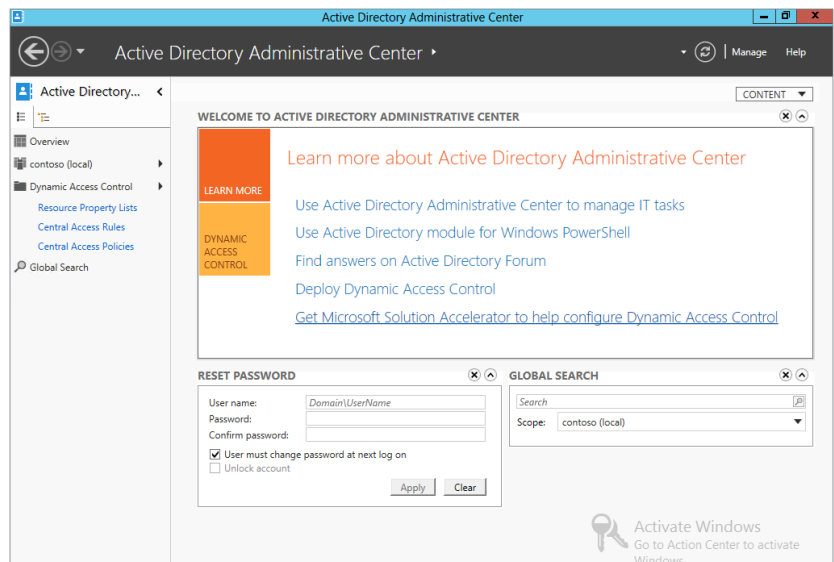 Active Directory Administrative Center
Active Directory Administrative Center
Manage
Help
Active Directory...
Overview
contoso (local)
Dynamic Access Control
Resource Property Lists
Central Access Rules
Central Access Policies
Global Search
CONTENT
WELCOME TO ACTIVE DIRECTORY ADMINISTRATIVE CENTER
LEARN MORE
DYNAMIC
ACCESS
CONTROL
Learn more about Active Directory Administrative Center
Use Active Directory Administrative Center to manage IT tasks
Use Active Directory module for Windows PowerShell
Find answers on Active Directory Forum
Deploy Dynamic Access Control
Get Microsoft Solution Accelerator to help configure Dynamic Access Control
RESET PASSWORD
User name:
Domain\UserName
Password:
Confirm password:
User must change password at next log on
Unlock account
Apply
Clear
GLOBAL SEARCH
Search
Scope:
contoso (local)
Activate Windows
Go to Action Center to activate
Windows.